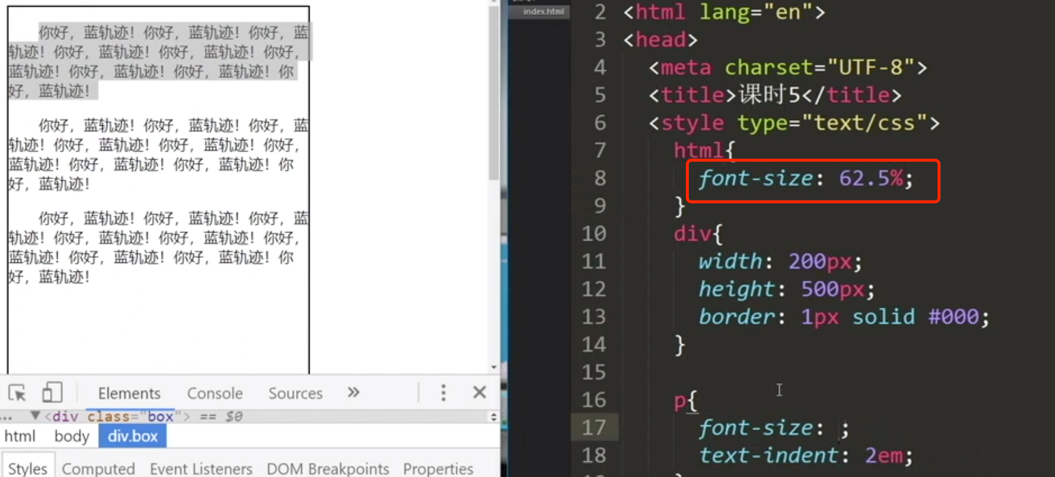 你好，蓝轨迹！你好，蓝轨迹！你好，蓝
轨迹！你好，蓝轨迹！你好，蓝轨迹！你好，
蓝轨迹！你好，蓝轨迹！你好，蓝轨迹！你
好，蓝轨迹！
你好，蓝轨迹！你好，蓝轨迹！你好，蓝
轨迹！你好，蓝轨迹！你好，蓝轨迹！你好，
蓝轨迹！你好，蓝轨迹！你好，蓝轨迹！你
好，蓝轨迹！
你好，蓝轨迹！你好，蓝轨迹！你好，蓝
轨迹！你好，蓝轨迹！你好，蓝轨迹！你好，
蓝轨迹！你好，蓝轨迹！你好，蓝轨迹！你
好，蓝轨迹！
Elements Console Sources »
... ▼<div class="box"> == $0
html body div.box
Styles Computed Event Listeners DOM Breakpoints Properties
index.html
2 <html lang="en">
3 <head>
4 <meta charset="UTF-8">
5 <title>课时5</title>
6 <style type="text/css">
7 html{
8 font-size: 62.5%;
9 }
10 div{
11 width: 200px;
12 height: 500px;
13 border: 1px solid #000;
14 }
15
16 p{
17 font-size: ;
18 text-indent: 2em;